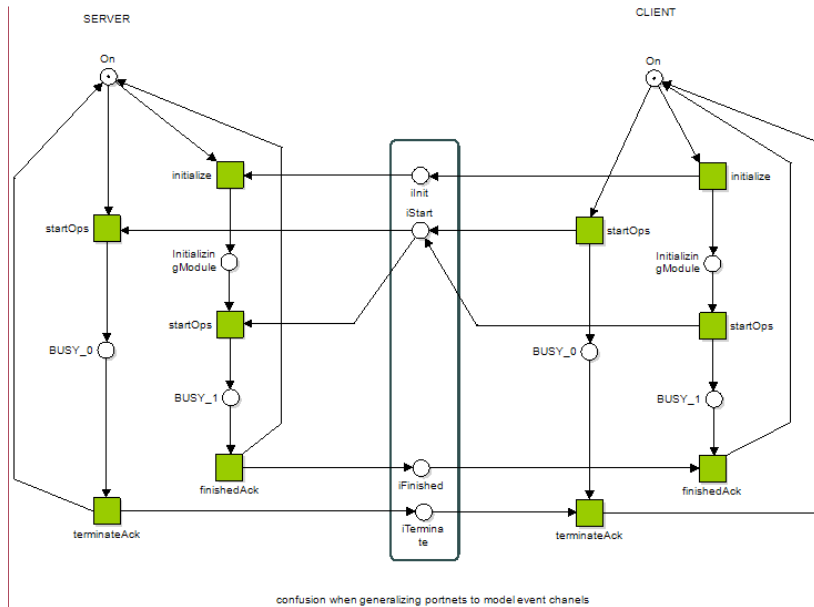 SERVER
CLIENT
On
On
initialize
iInit
initialize
iStart
startOps
startOps
Initializin
gModule
Initializin
gModule
startOps
startOps
BUSY_0
BUSY_0
BUSY_1
BUSY_1
iFinished
finishedAck
finishedAck
iTermina
te
terminateAck
terminateAck
confusion when generalizing portnets to model event chanels